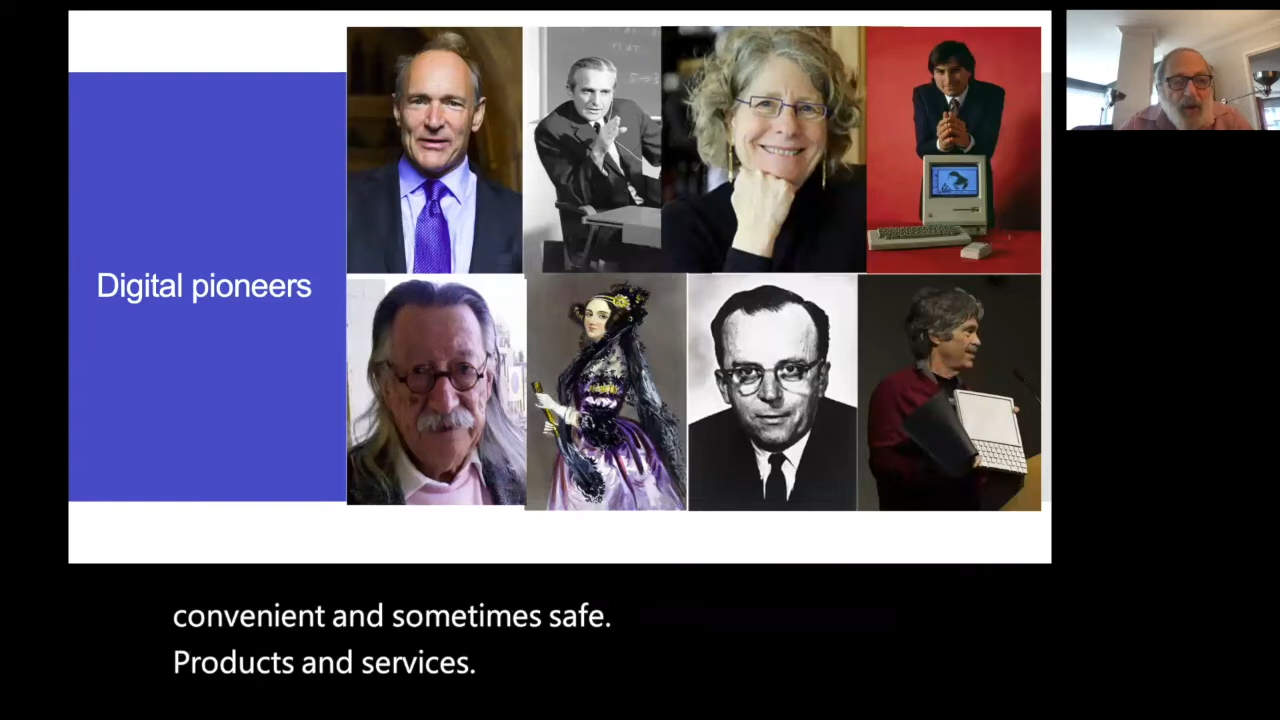 Digital pioneers
convenient and sometimes safe.
Products and services.